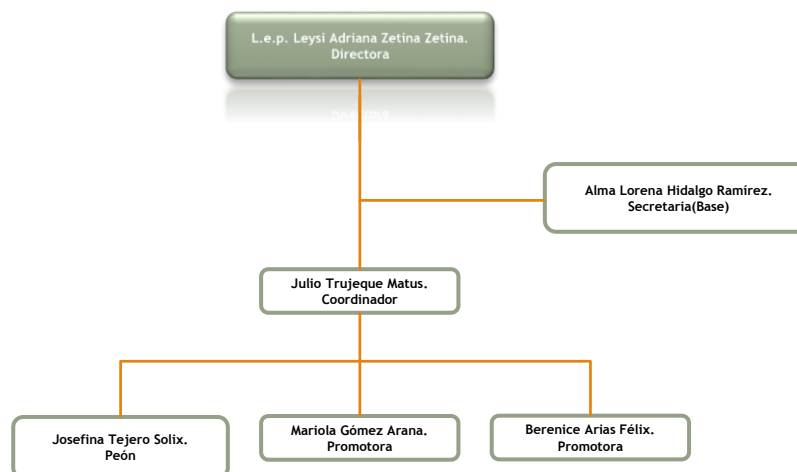 L.e.p. Leysi Adriana Zetina Zetina.
Directora
Alma Lorena Hidalgo Ramírez.
Secretaria(Base)
Julio Trujeque Matus.
Coordinador
Josefina Tejero Solix.
Peón
Mariola Gómez Arana.
Promotora
Berenice Arias Félix.
Promotora